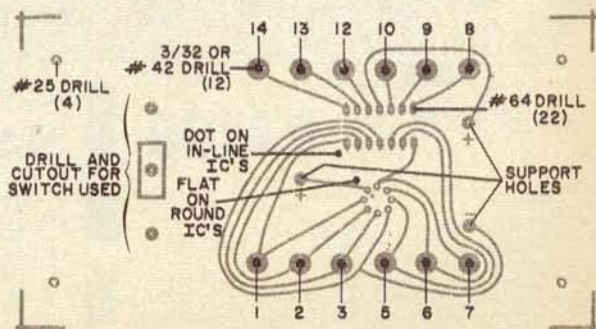 14 13 12 10 9 8
3/32 OR
# 42 DRILL
(12)
#25 DRILL
(4)
#64 DRILL
(22)
DOT ON
IN-LINE
IC'S
DRILL AND
CUTOUT FOR
SWITCH USED
FLAT
ON
ROUND
IC'S
+
+
SUPPORT
HOLES
-
1 2 3 5 6 7